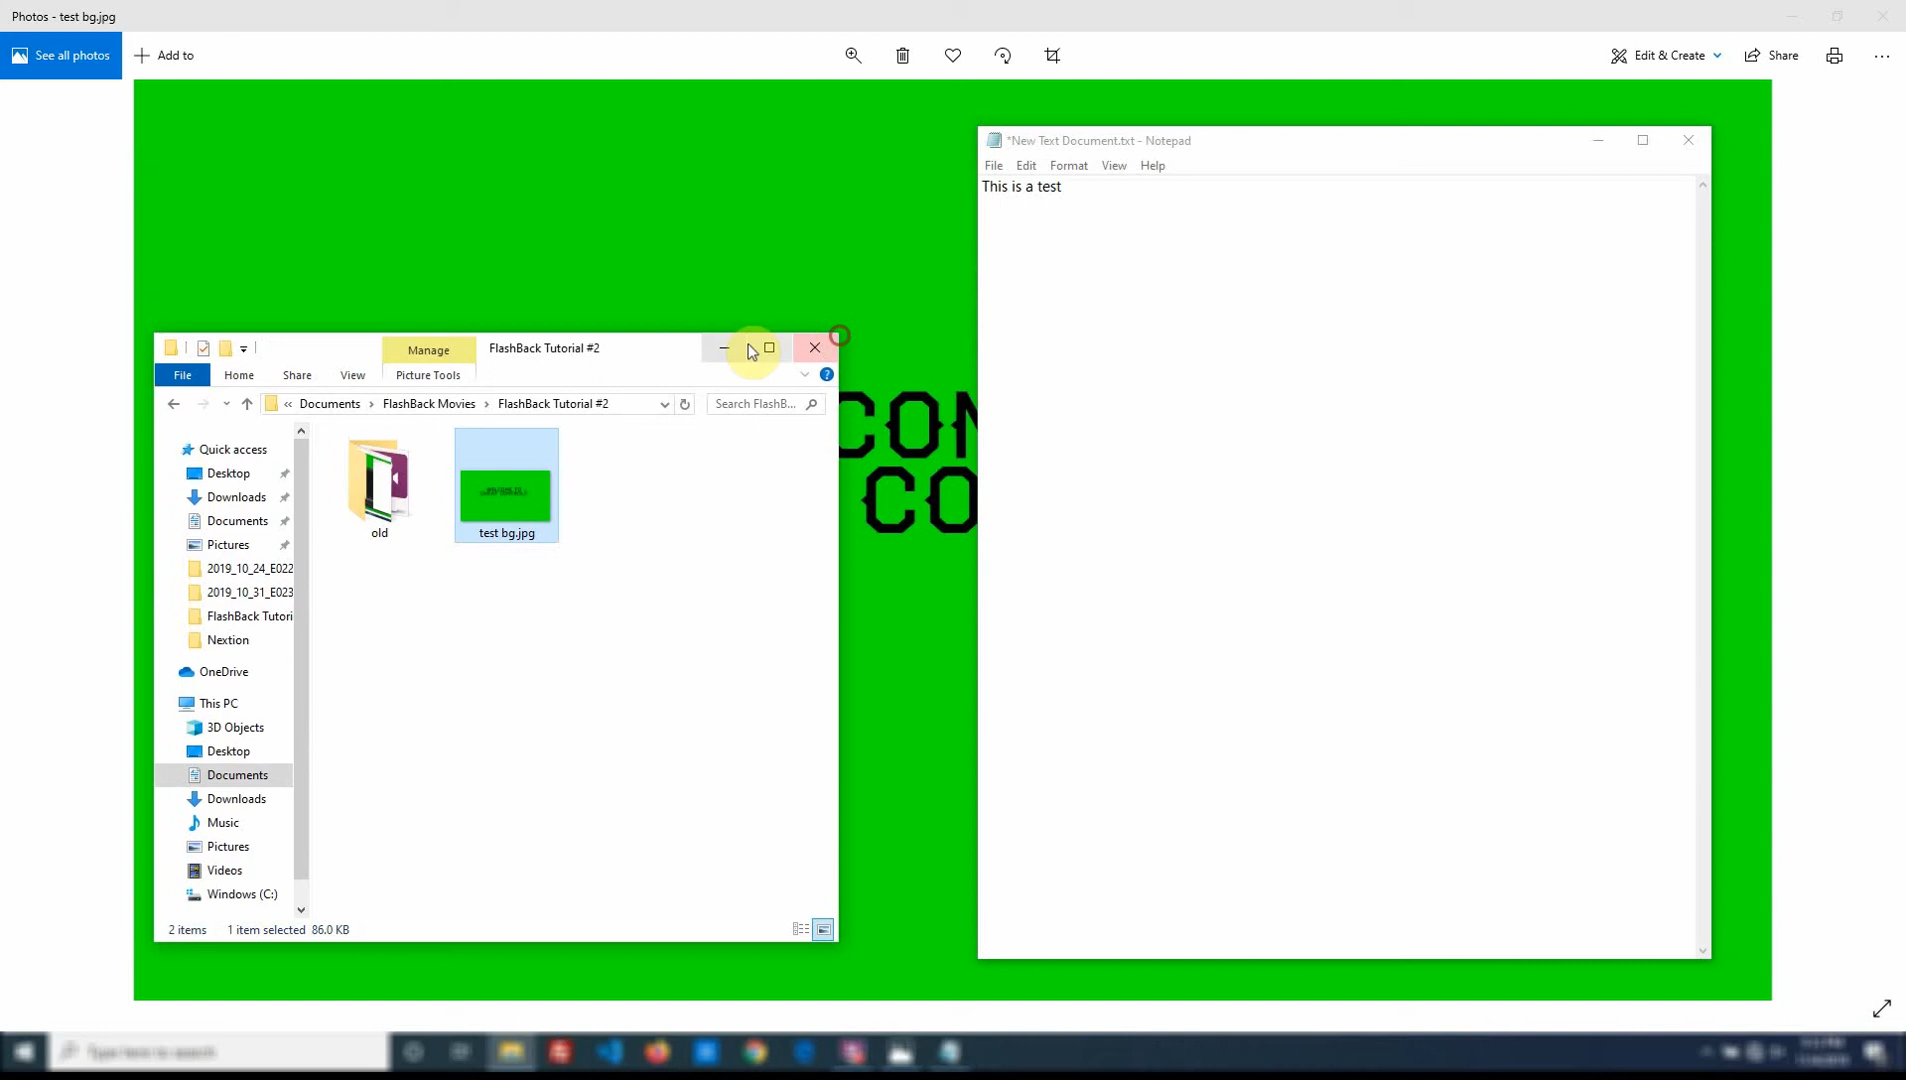 Photos - test bg.jpg
See all photos
Add to
Edit & Create
Share
*New Text Document.txt - Notepad
File Edit Format View Help
This is a test
Manage
FlashBack Tutorial #2
File Home Share View Picture Tools
« Documents > FlashBack Movies > FlashBack Tutorial #2
Search FlashB...
Quick access
Desktop
Downloads
Documents
Pictures
2019_10_24_E022
2019_10_31_E023
FlashBack Tutori
Nextion
OneDrive
This PC
3D Objects
Desktop
Documents
Downloads
Music
Pictures
Videos
Windows (C:)
old
test bg.jpg
2 items 1 item selected 86.0 KB
CO
Type here to search